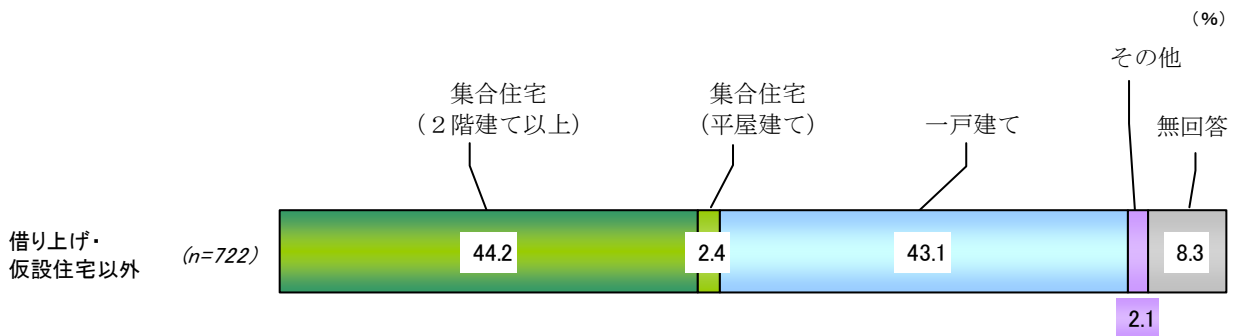 (%)
その他
集合住宅
（２階建て以上）
集合住宅
（平屋建て）
一戸建て
無回答
借り上げ・
仮設住宅以外
(n=722)
44.2
2.4
43.1
8.3
2.1